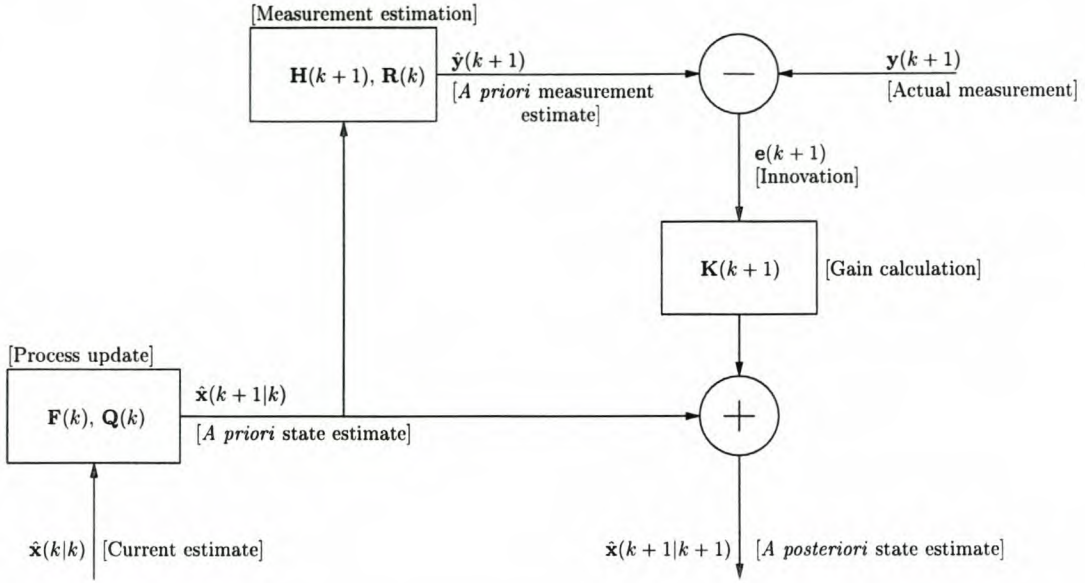 [Measurement estimation]
H(k + 1), R(k)
ŷ(k + 1)
[A priori measurement
estimate]
−
y(k + 1)
[Actual measurement]
e(k + 1)
[Innovation]
K(k + 1)
[Gain calculation]
[Process update]
F(k), Q(k)
x̂(k + 1|k)
[A priori state estimate]
+
x̂(k|k) [Current estimate]
x̂(k + 1|k + 1) [A posteriori state estimate]